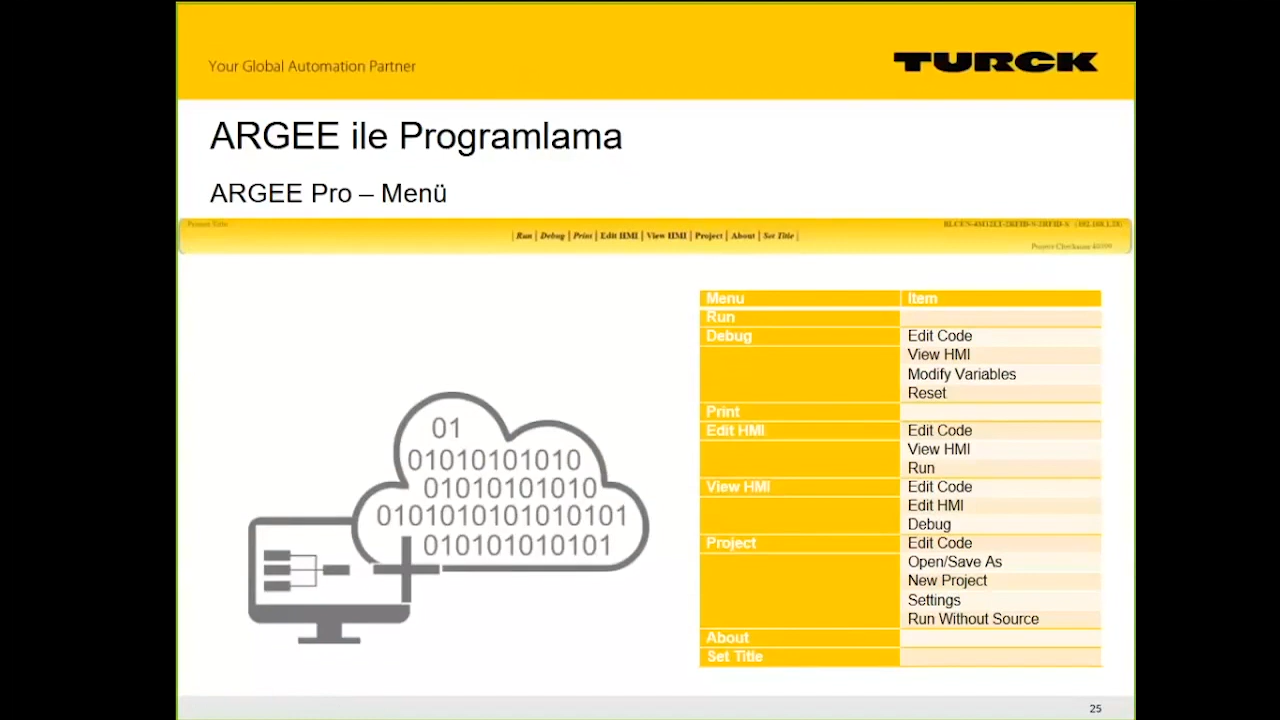 Your Global Automation Partner
TURCK
ARGEE ile Programlama
ARGEE Pro – Menü
| Run | Debug | Print | Edit HMI | View HMI | Project | About | Set Title |
Menu Item
Run
Debug Edit Code
View HMI
Modify Variables
Reset
Print
Edit HMI Edit Code
View HMI
Run
View HMI Edit Code
Edit HMI
Debug
Project Edit Code
Open/Save As
New Project
Settings
Run Without Source
About
Set Title
01
01010101010
01010101010
0101010101010101
010101010101
25